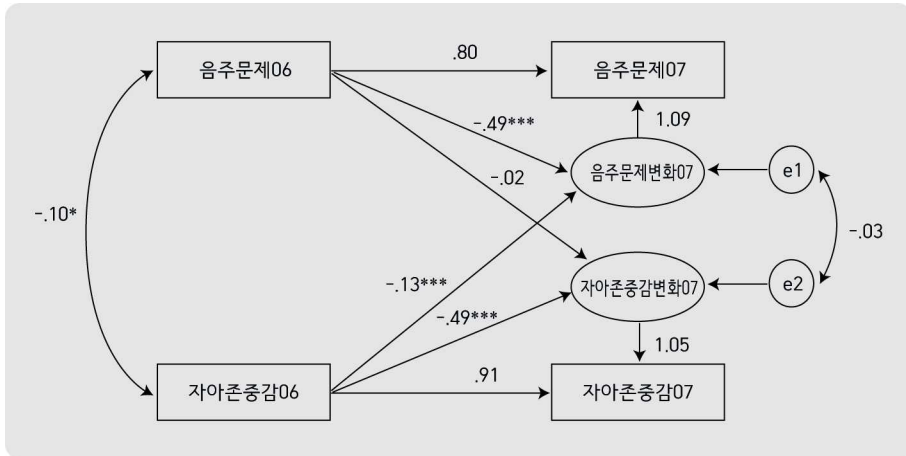 음주문제06
.80
음주문제07
-.49***
1.09
-.02
음주문제변화07
e1
-.10*
-.03
-.13***
자아존중감변화07
e2
-.49***
1.05
자아존중감06
.91
자아존중감07